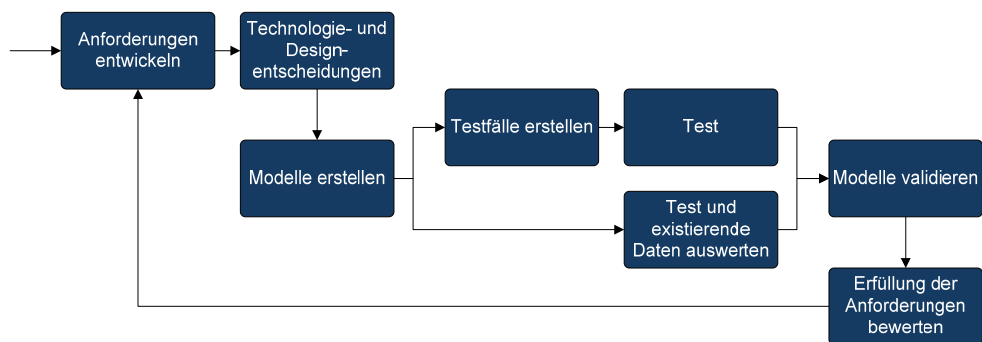 Anforderungen
entwickeln
Technologie- und
Design-
entscheidungen
Modelle erstellen
Testfälle erstellen
Test
Test und
existierende
Daten auswerten
Modelle validieren
Erfüllung der
Anforderungen
bewerten